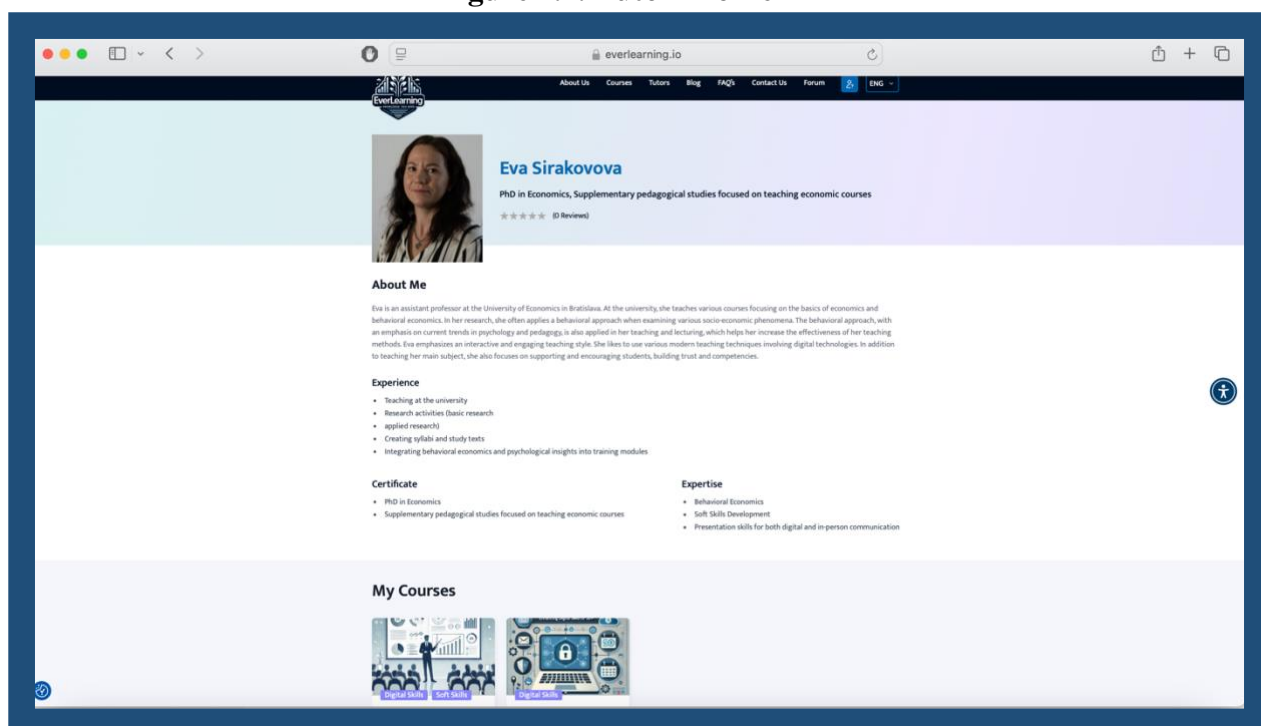 everlearning.io
EverLearning
About Us Courses Tutors Blog FAQ's Contact Us Forum ENG
Eva Sirakovova
PhD in Economics, Supplementary pedagogical studies focused on teaching economic courses
(0 Reviews)
About Me
Eva is an assistant professor at the University of Economics in Bratislava. At the university, she teaches various courses focusing on the basics of economics and
behavioral economics. In her research, she often applies a behavioral approach when examining various socio-economic phenomena. The behavioral approach, with
an emphasis on current trends in psychology and pedagogy, is also applied in her teaching and lecturing, which helps her increase the effectiveness of her teaching
methods. Eva emphasizes an interactive and engaging teaching style. She likes to use various modern teaching techniques involving digital technologies. In addition
to teaching her main subject, she also focuses on supporting and encouraging students, building trust and competencies.
Experience
• Teaching at the university
• Research activities (basic research
• applied research)
• Creating syllabi and study texts
• Integrating behavioral economics and psychological insights into training modules
Certificate
• PhD in Economics
• Supplementary pedagogical studies focused on teaching economic courses
Expertise
• Behavioral Economics
• Soft Skills Development
• Presentation skills for both digital and in-person communication
My Courses
Digital Skills Soft Skills
Digital Skills